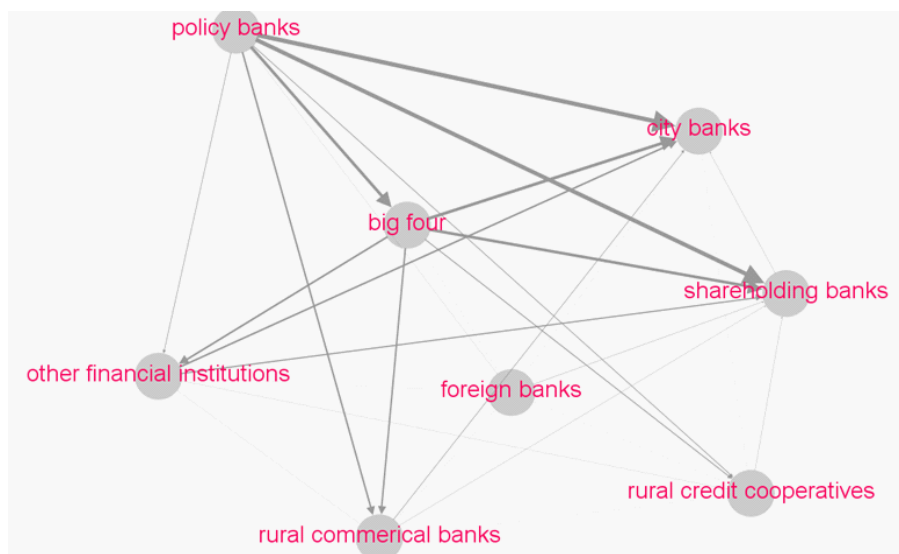 policy banks
city banks
big four
shareholding banks
other financial institutions
foreign banks
rural credit cooperatives
rural commerical banks